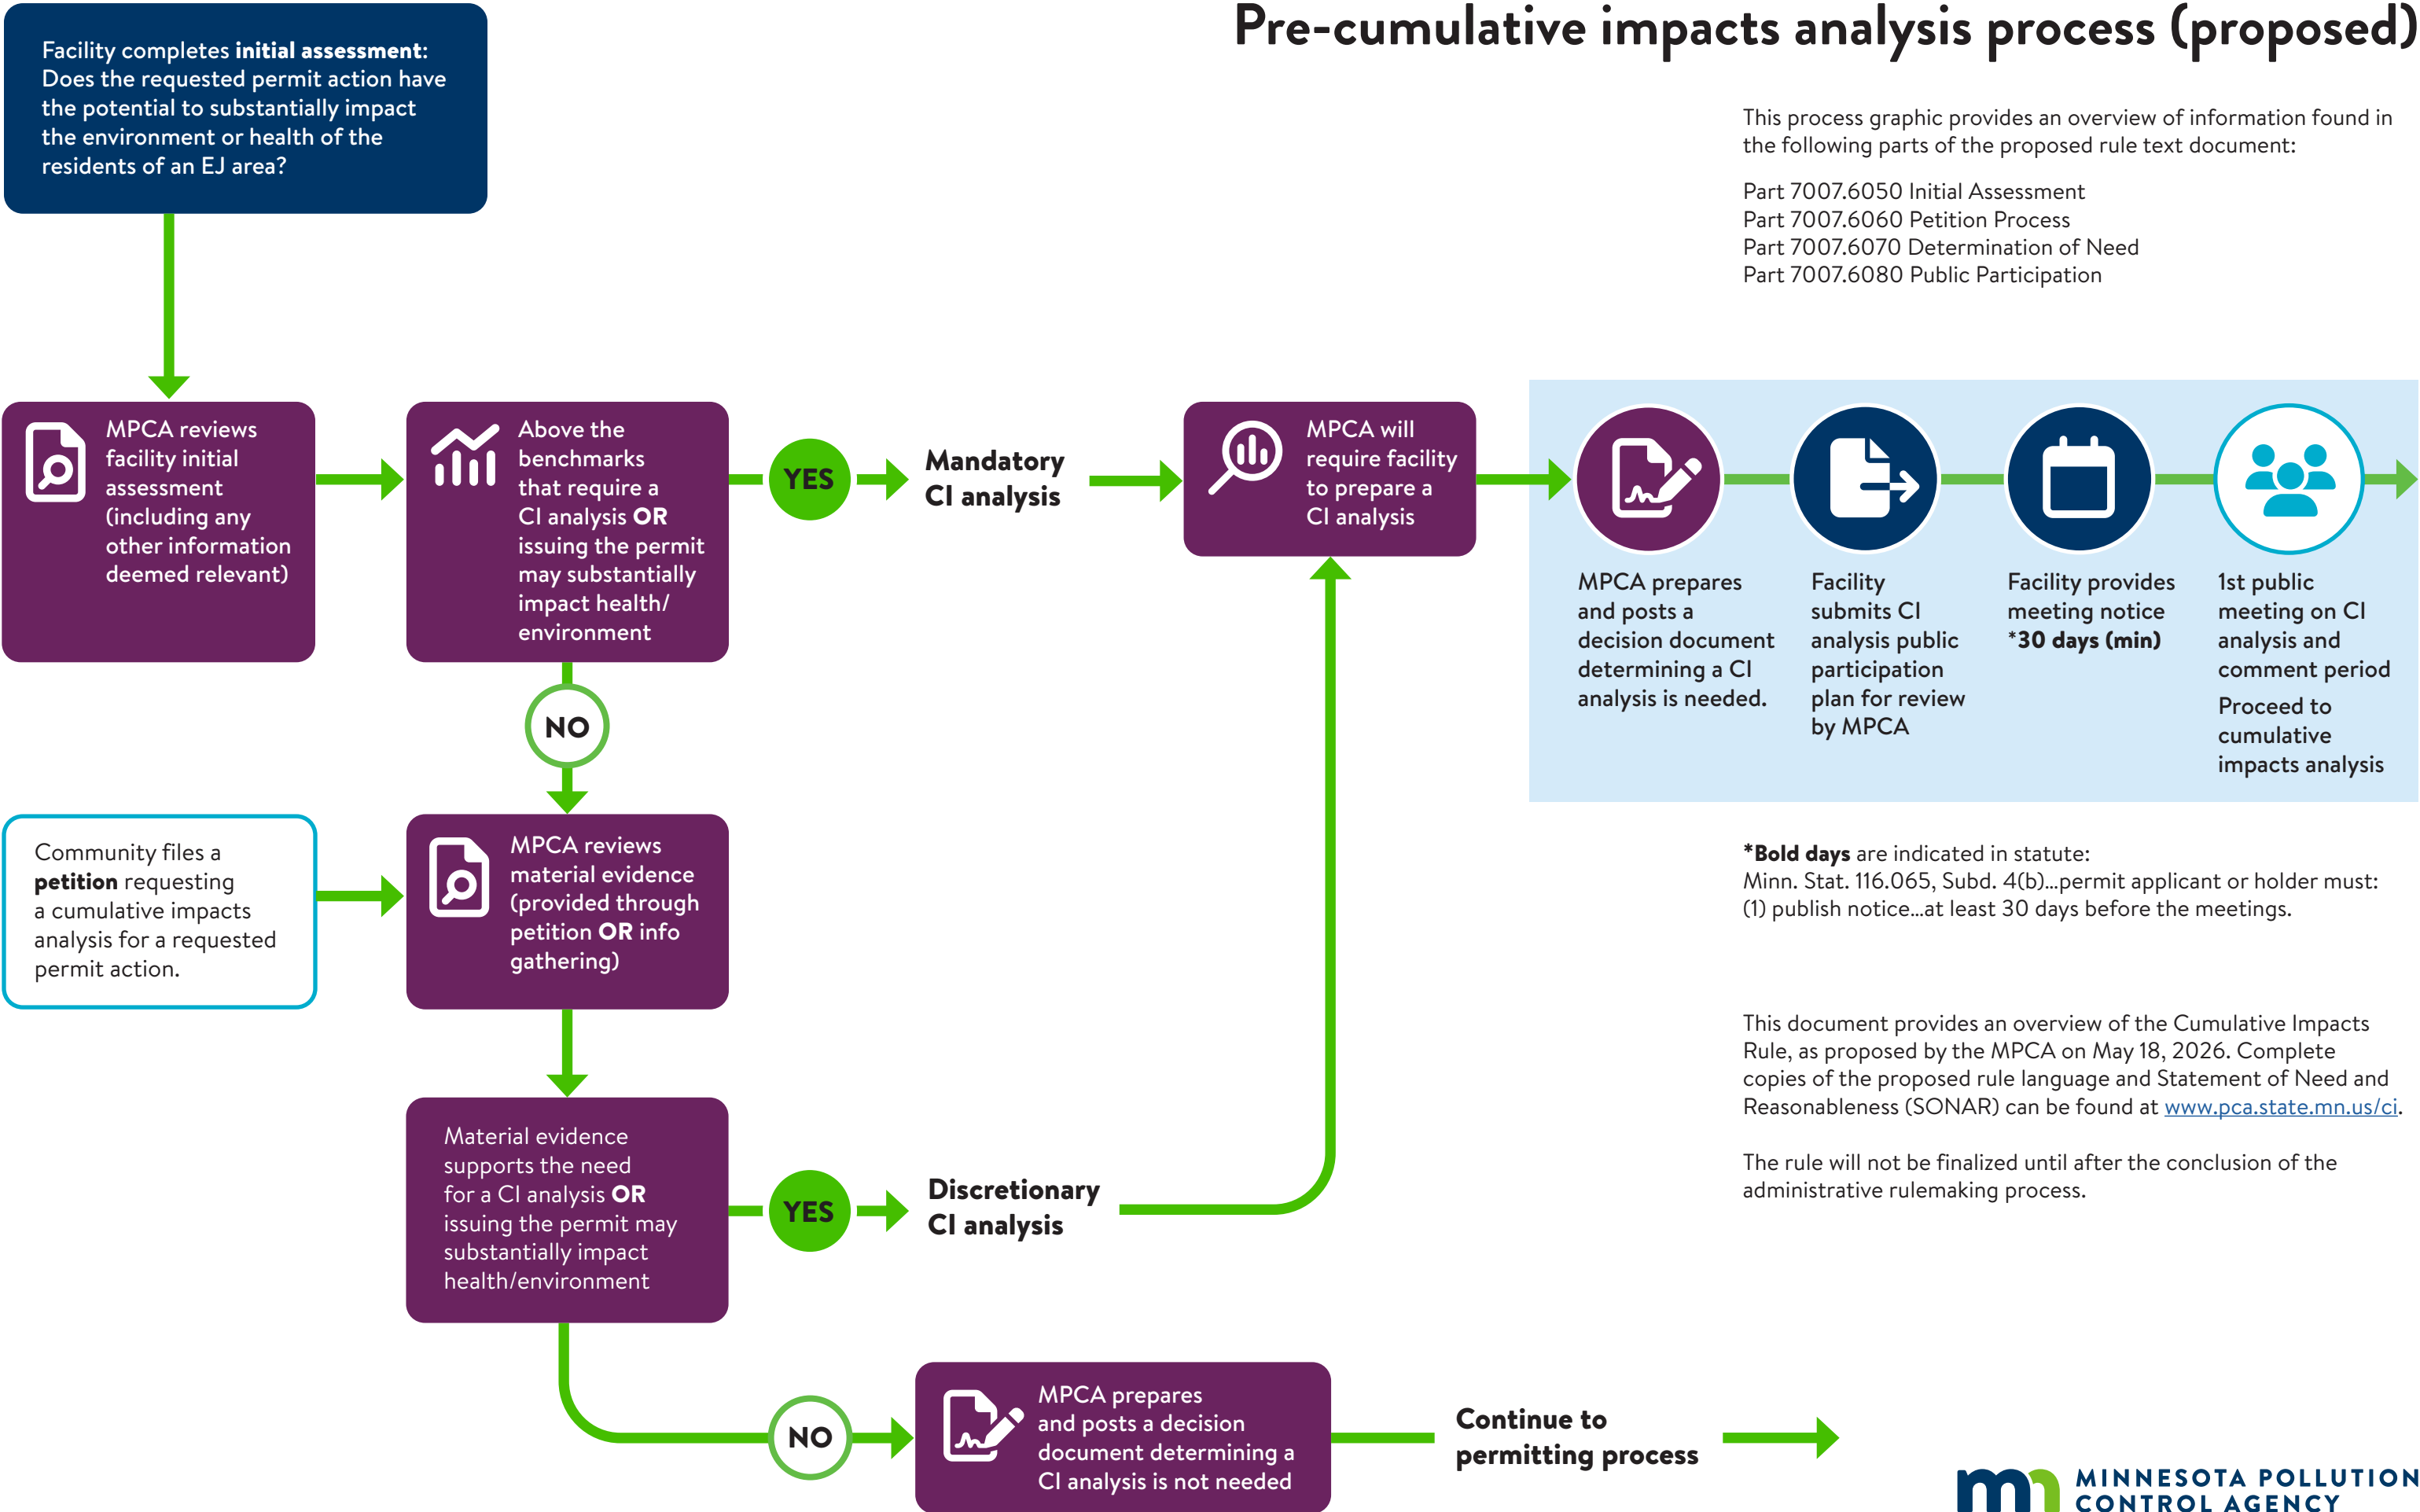 Pre-cumulative impacts analysis process (proposed)
Facility completes initial assessment:
Does the requested permit action have
the potential to substantially impact
the environment or health of the
residents of an EJ area?
This process graphic provides an overview of information found in
the following parts of the proposed rule text document:
Part 7007.6050 Initial Assessment
Part 7007.6060 Petition Process
Part 7007.6070 Determination of Need
Part 7007.6080 Public Participation
MPCA reviews
facility initial
assessment
(including any
other information
deemed relevant)
Above the
benchmarks
that require a
CI analysis OR
issuing the permit
may substantially
impact health/
environment
YES
Mandatory
CI analysis
MPCA will
require facility
to prepare a
CI analysis
MPCA prepares
and posts a
decision document
determining a CI
analysis is needed.
Facility
submits CI
analysis public
participation
plan for review
by MPCA
Facility provides
meeting notice
*30 days (min)
1st public
meeting on CI
analysis and
comment period
Proceed to
cumulative
impacts analysis
NO
Community files a
petition requesting
a cumulative impacts
analysis for a requested
permit action.
MPCA reviews
material evidence
(provided through
petition OR info
gathering)
*Bold days are indicated in statute:
Minn. Stat. 116.065, Subd. 4(b)...permit applicant or holder must:
(1) publish notice...at least 30 days before the meetings.
Material evidence
supports the need
for a CI analysis OR
issuing the permit may
substantially impact
health/environment
YES
Discretionary
CI analysis
This document provides an overview of the Cumulative Impacts
Rule, as proposed by the MPCA on May 18, 2026. Complete
copies of the proposed rule language and Statement of Need and
Reasonableness (SONAR) can be found at www.pca.state.mn.us/ci.
The rule will not be finalized until after the conclusion of the
administrative rulemaking process.
NO
MPCA prepares
and posts a decision
document determining a
CI analysis is not needed
Continue to
permitting process
MINNESOTA POLLUTION
CONTROL AGENCY